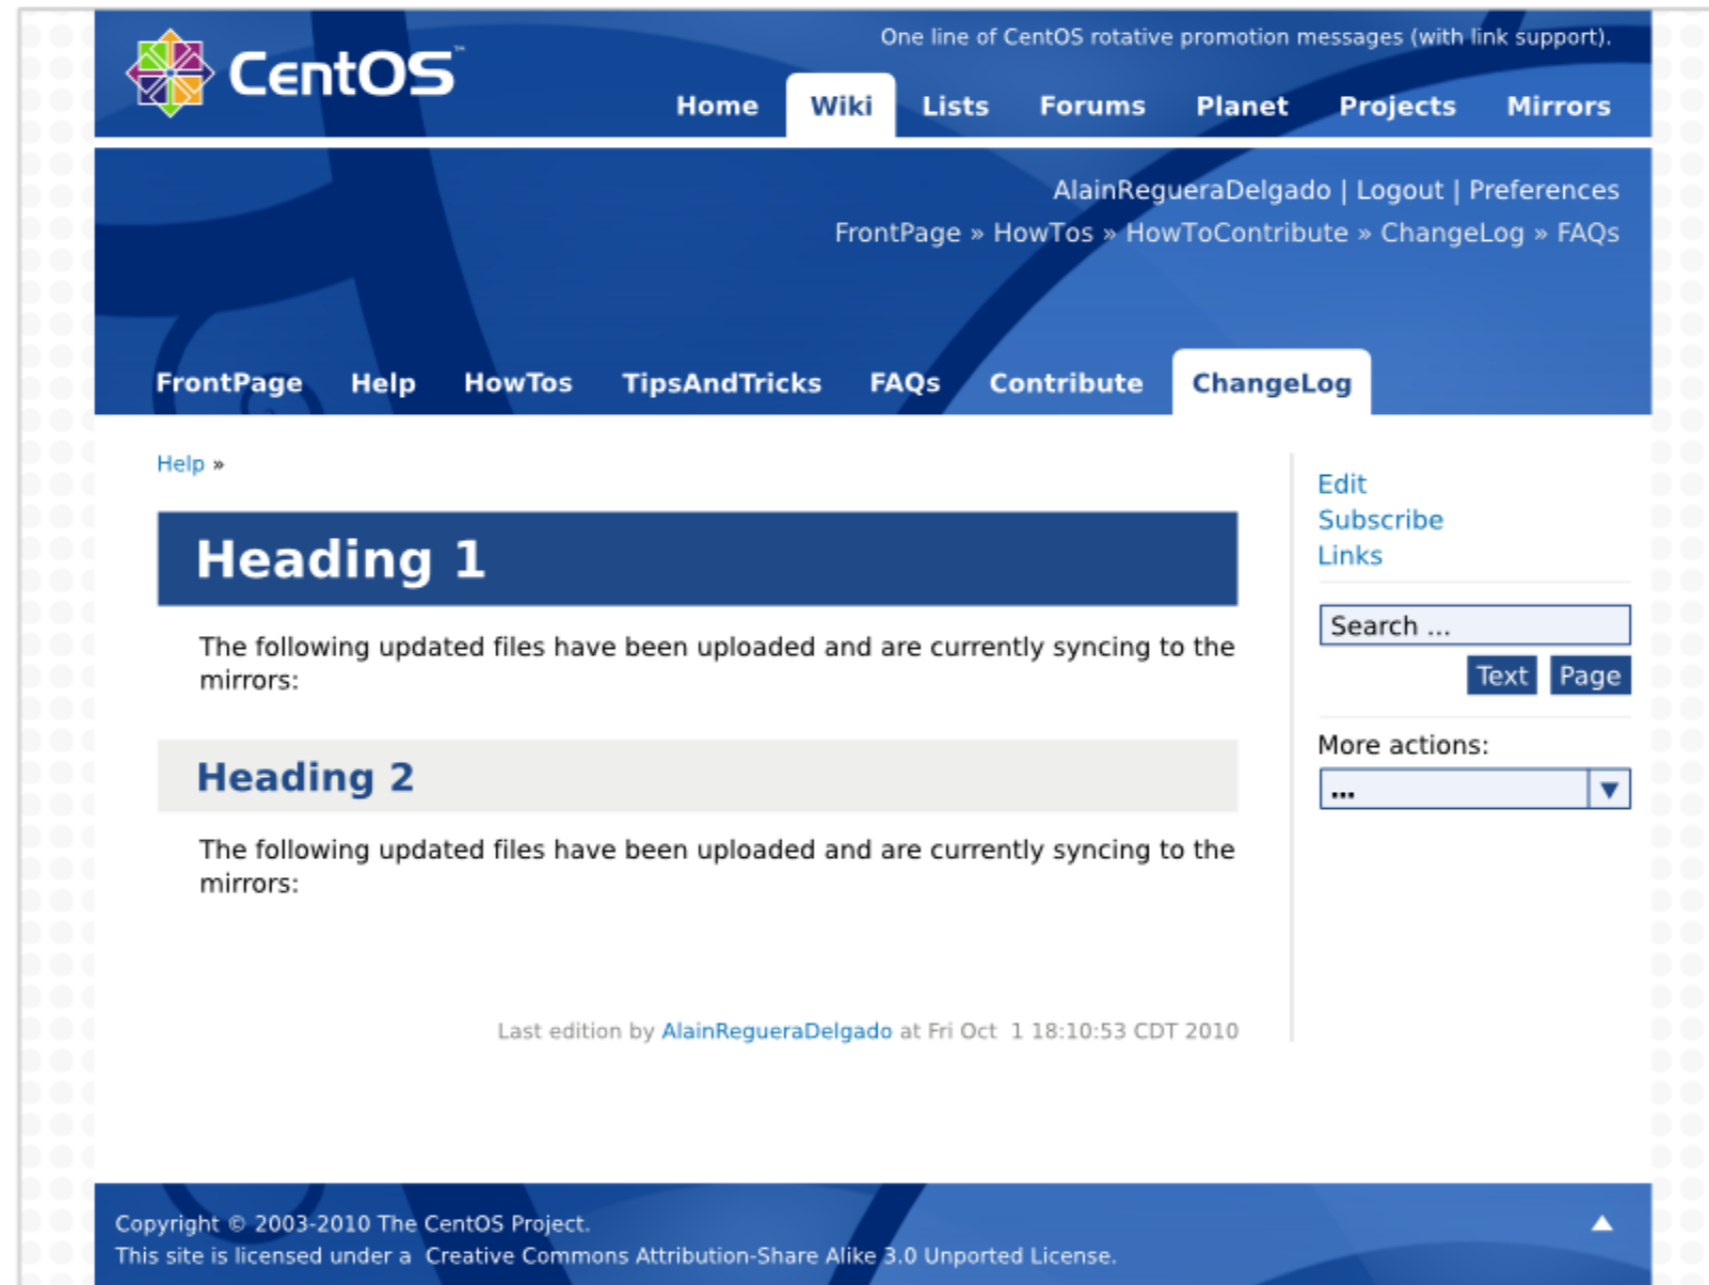 One line of CentOS rotative promotion messages (with link support).
CentOS™
Home Wiki Lists Forums Planet Projects Mirrors
AlainRegueraDelgado | Logout | Preferences
FrontPage » HowTos » HowToContribute » ChangeLog » FAQs
FrontPage Help HowTos TipsAndTricks FAQs Contribute ChangeLog
Help »
Heading 1
The following updated files have been uploaded and are currently syncing to the
mirrors:
Heading 2
The following updated files have been uploaded and are currently syncing to the
mirrors:
Last edition by AlainRegueraDelgado at Fri Oct  1 18:10:53 CDT 2010
Edit
Subscribe
Links
Search ...
Text Page
More actions:
...
Copyright © 2003-2010 The CentOS Project.
This site is licensed under a  Creative Commons Attribution-Share Alike 3.0 Unported License.